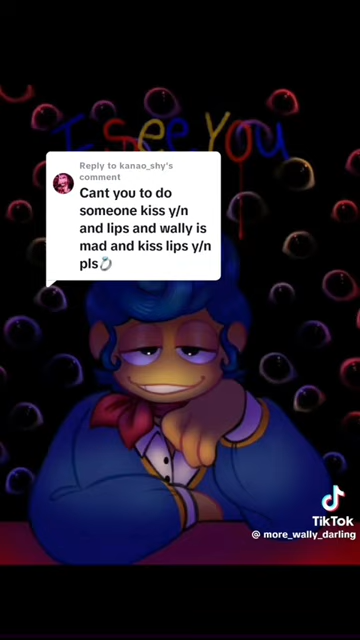 I see You
Reply to kanao_shy's
comment
Cant you to do
someone kiss y/n
and lips and wally is
mad and kiss lips y/n
pls💍
TikTok
@ more_wally_darling